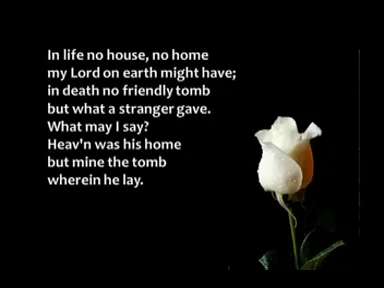 In life no house, no home
my Lord on earth might have;
in death no friendly tomb
but what a stranger gave.
What may I say?
Heav'n was his home
but mine the tomb
wherein he lay.